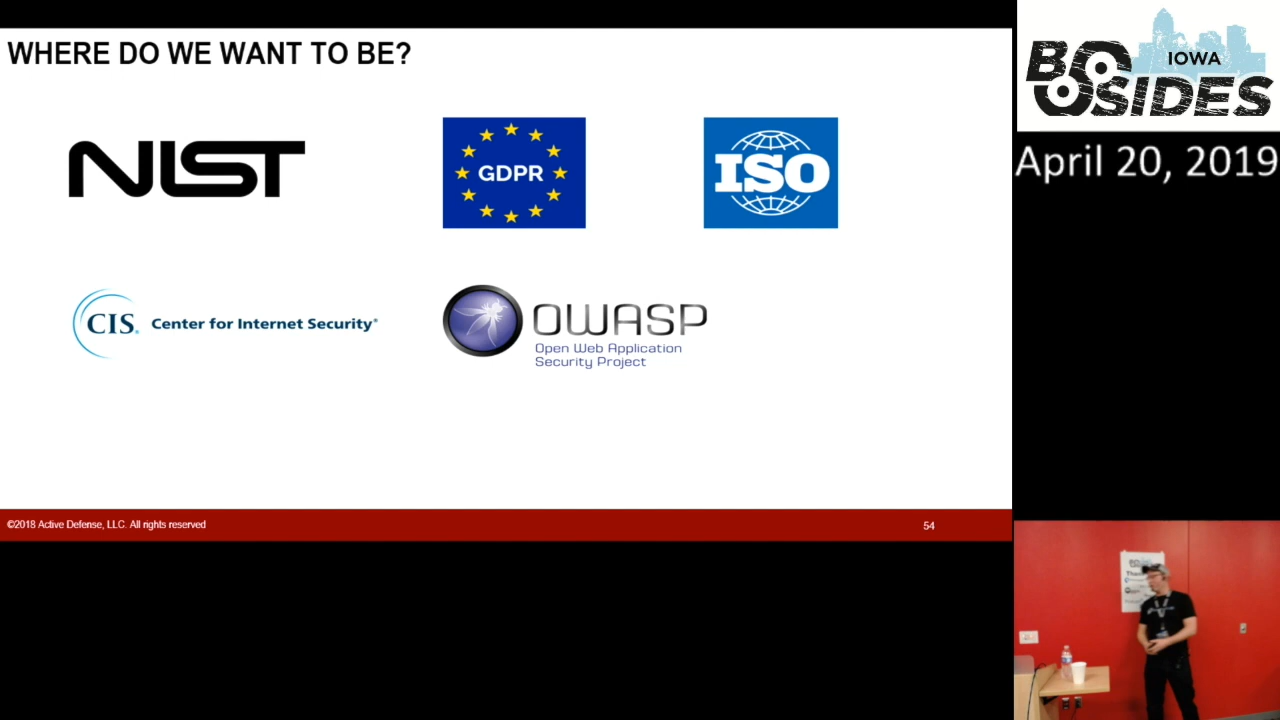 WHERE DO WE WANT TO BE?
NIST
GDPR
ISO
CIS. Center for Internet Security®
OWASP
Open Web Application
Security Project
©2018 Active Defense, LLC. All rights reserved
54
IOWA
BSIDES
April 20, 2019